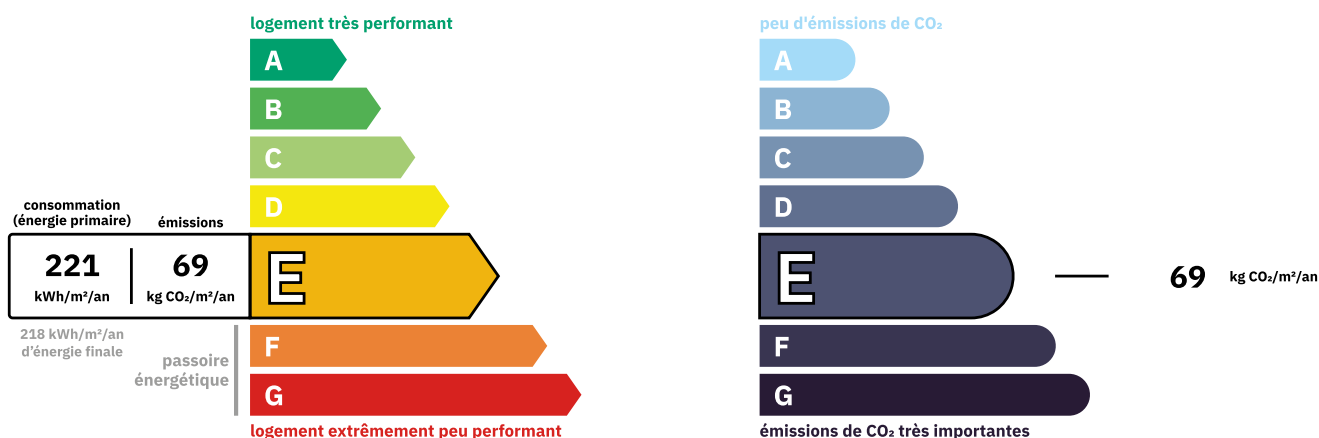 logement très performant
A
B
C
D
consommation
(énergie primaire)
émissions
221
kWh/m²/an
69
kg CO₂/m²/an
E
218 kWh/m²/an
d'énergie finale
passoire
énergétique
F
G
logement extrêmement peu performant
peu d'émissions de CO₂
A
B
C
D
E
69
kg CO₂/m²/an
F
G
émissions de CO₂ très importantes